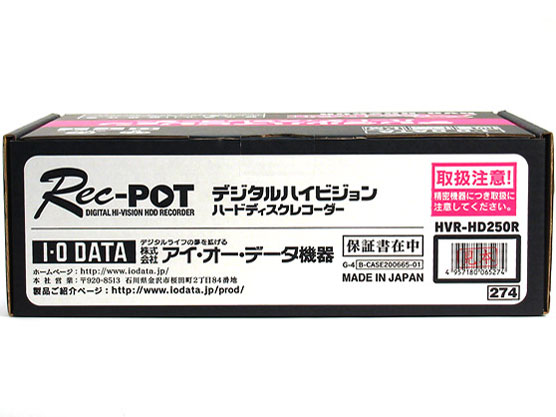 Rec-POT
DIGITAL HI-VISION HDD RECORDER
デジタルハイビジョン
ハードディスクレコーダー
取扱注意!
精密機器につき取扱に
注意してください。
HVR-HD250R
I·O DATA
デジタルライフの夢を拡げる
株式会社 アイ・オー・データ機器
保証書在中
G-4 B-CASE200665-01
MADE IN JAPAN
見本
4 957180 065274
ホームページ:http://www.iodata.jp/
本社営業:〒920-8513 石川県金沢市桜田町2丁目84番地
製品ご紹介ページ:http://www.iodata.jp/prod/
274